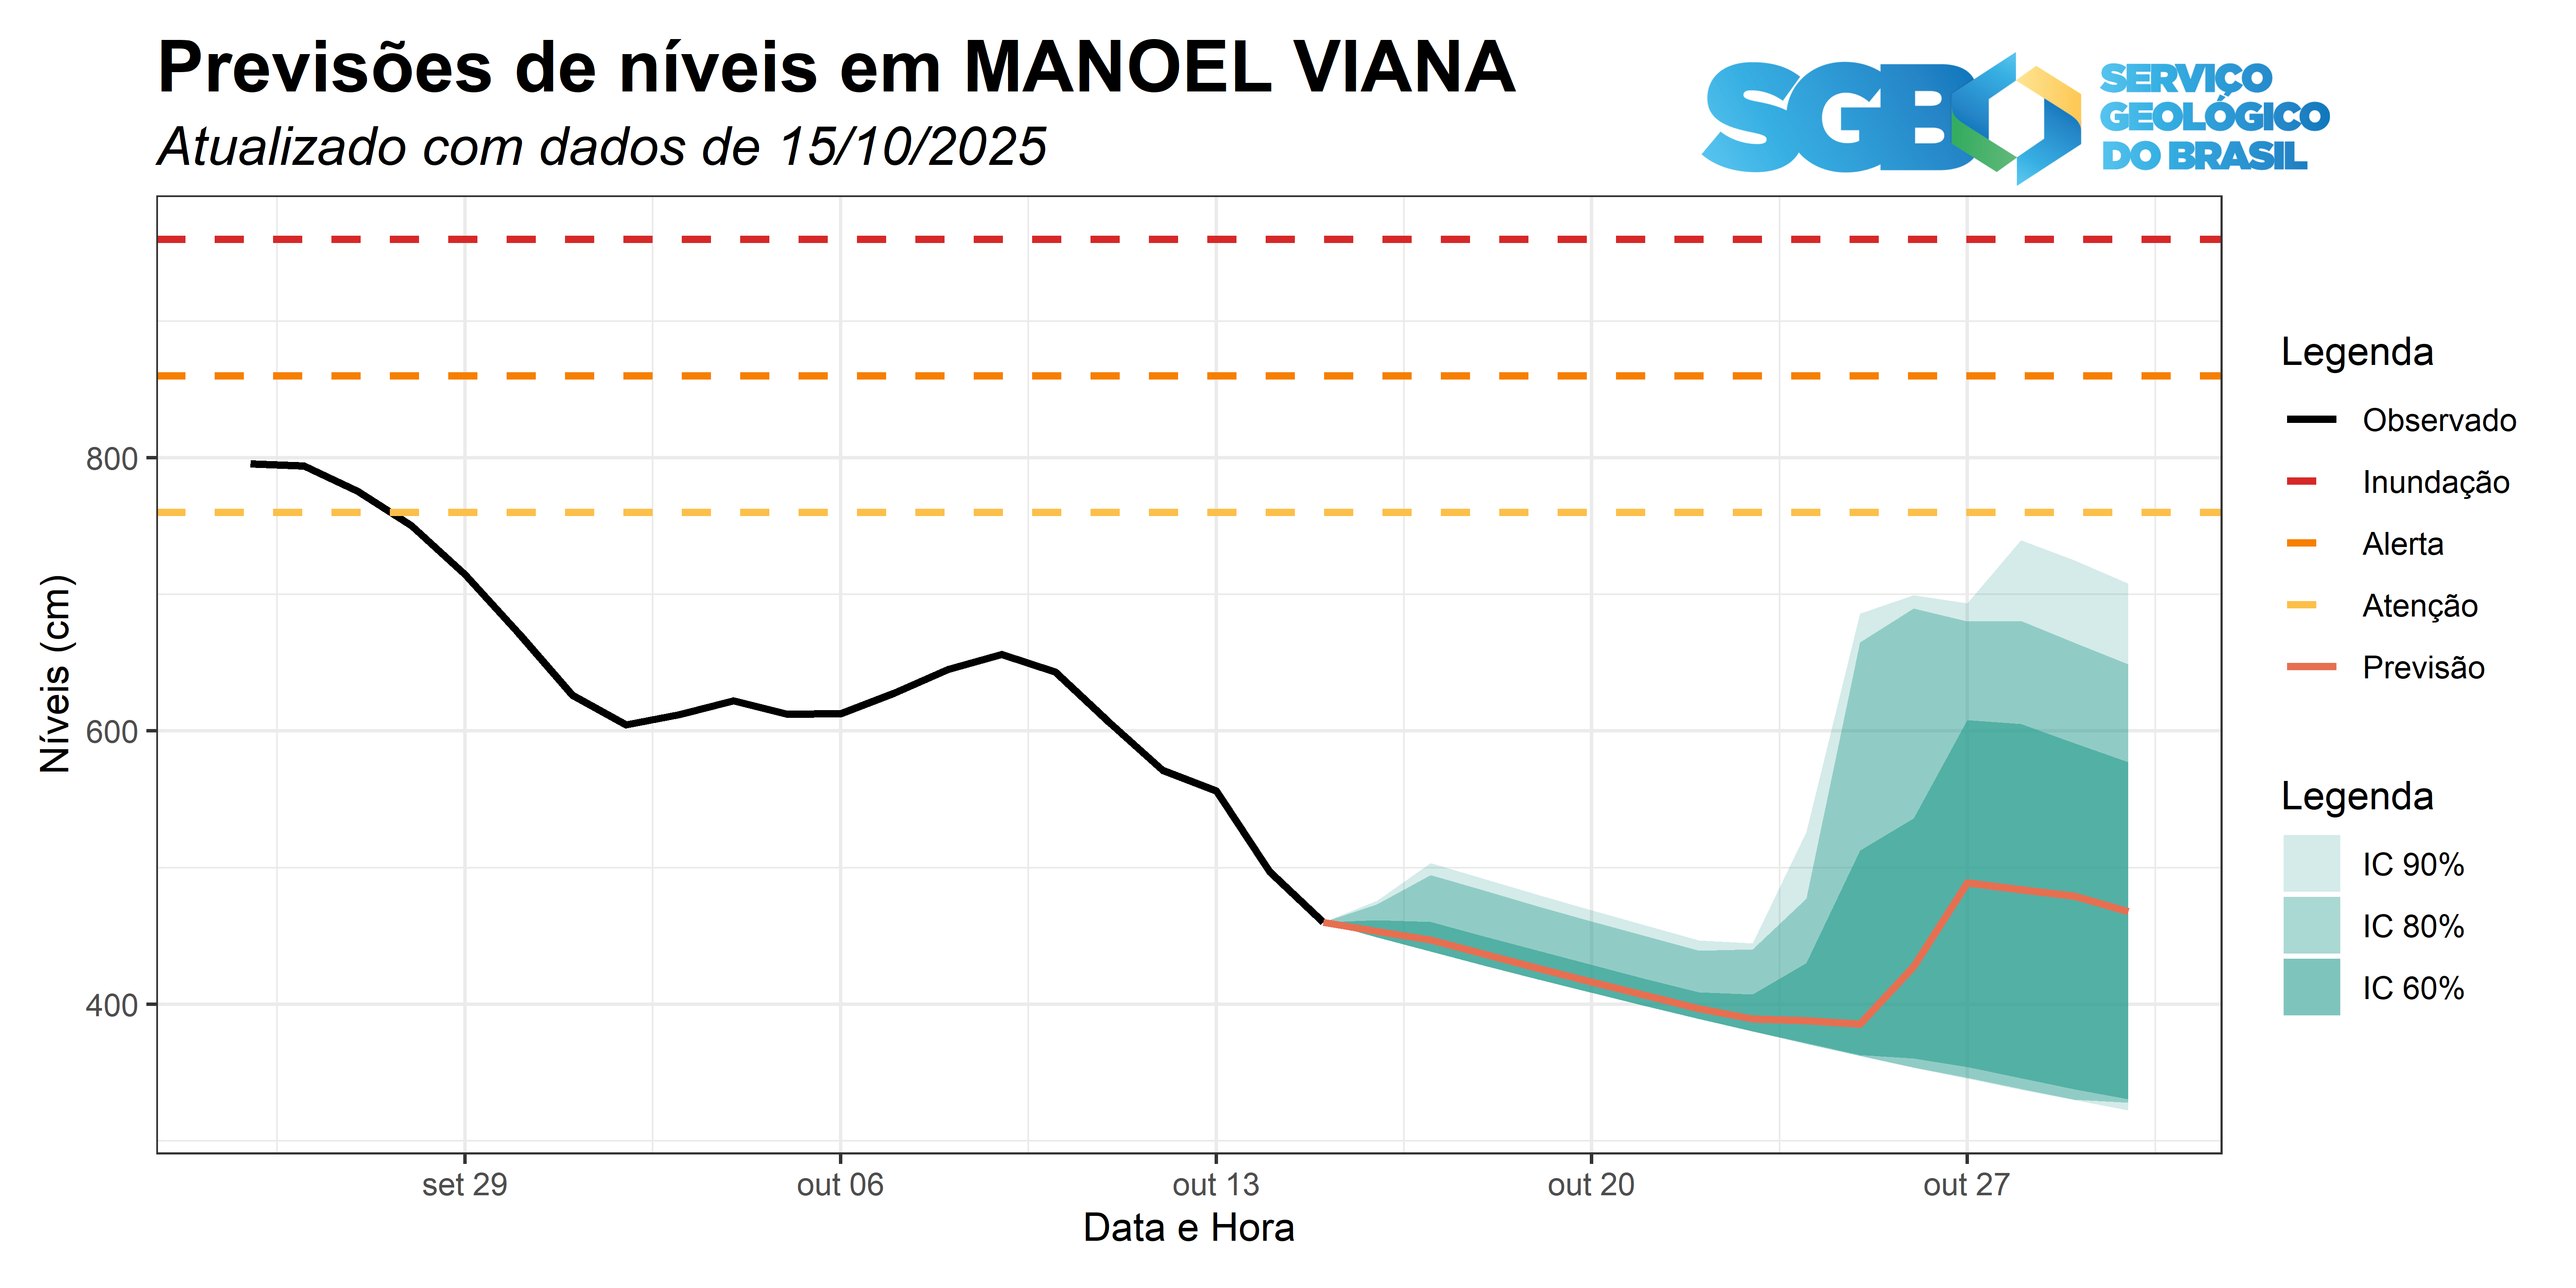 Previsões de níveis em MANOEL VIANA
Atualizado com dados de 15/10/2025
SGB
SERVIÇO
GEOLÓGICO
DO BRASIL
Níveis (cm)
800
600
400
set 29
out 06
out 13
out 20
out 27
Data e Hora
Legenda
Observado
Inundação
Alerta
Atenção
Previsão
Legenda
IC 90%
IC 80%
IC 60%